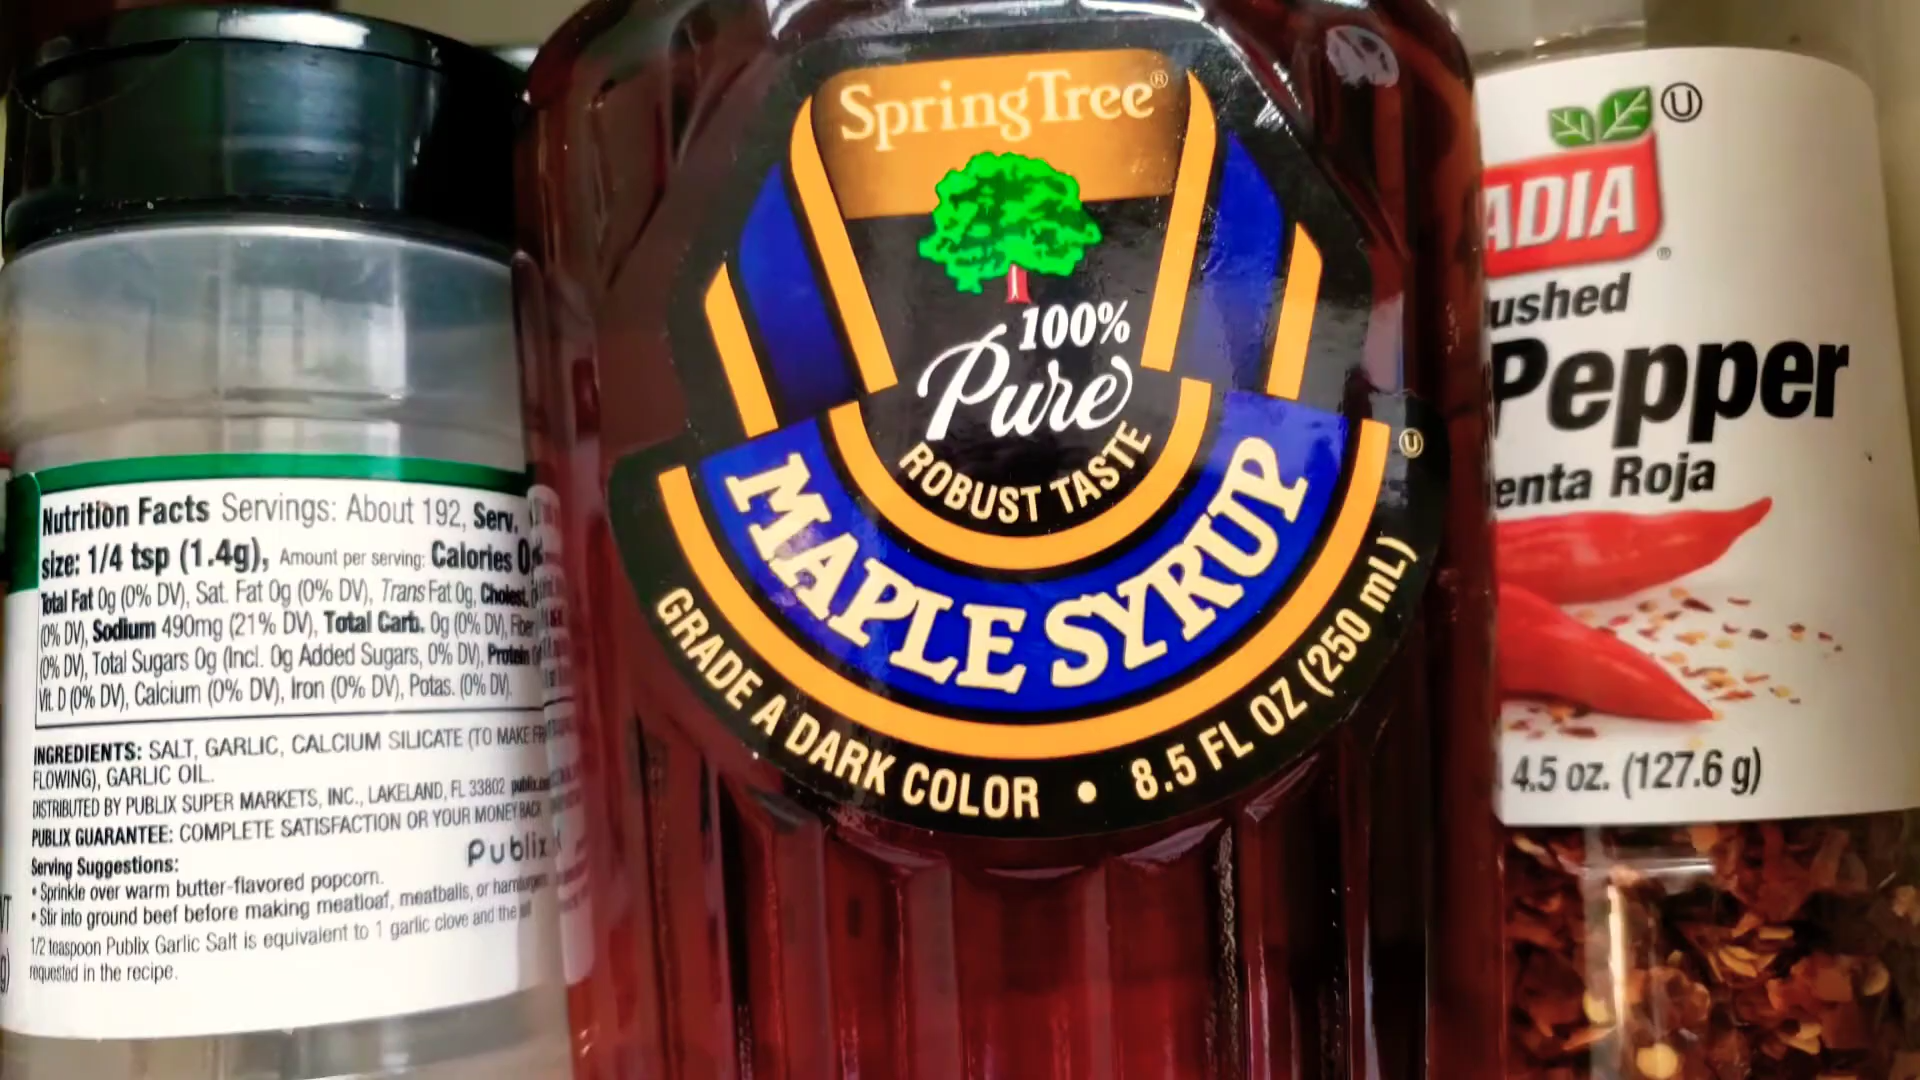 Nutrition Facts Servings: About 192, Serv.
size: 1/4 tsp (1.4g), Amount per serving: Calories 0,
Total Fat 0g (0% DV), Sat. Fat 0g (0% DV), Trans Fat 0g, Cholest.
(0% DV), Sodium 490mg (21% DV), Total Carb. 0g (0% DV), Fiber
(0% DV), Total Sugars 0g (Incl. 0g Added Sugars, 0% DV), Protein
Vit. D (0% DV), Calcium (0% DV), Iron (0% DV), Potas. (0% DV).
INGREDIENTS: SALT, GARLIC, CALCIUM SILICATE (TO MAKE
FLOWING), GARLIC OIL.
DISTRIBUTED BY PUBLIX SUPER MARKETS, INC., LAKELAND, FL 33802
PUBLIX GUARANTEE: COMPLETE SATISFACTION OR YOUR MONEY BACK
Publix
Serving Suggestions:
• Sprinkle over warm butter-flavored popcorn.
• Stir into ground beef before making meatloaf, meatballs, or
1/2 teaspoon Publix Garlic Salt is equivalent to 1 garlic clove and the
requested in the recipe.
SpringTree®
100%
Pure
ROBUST TASTE
MAPLE SYRUP
U
GRADE A DARK COLOR • 8.5 FL OZ (250 mL)
U
ADIA
®
ushed
Pepper
enta Roja
4.5 oz. (127.6 g)